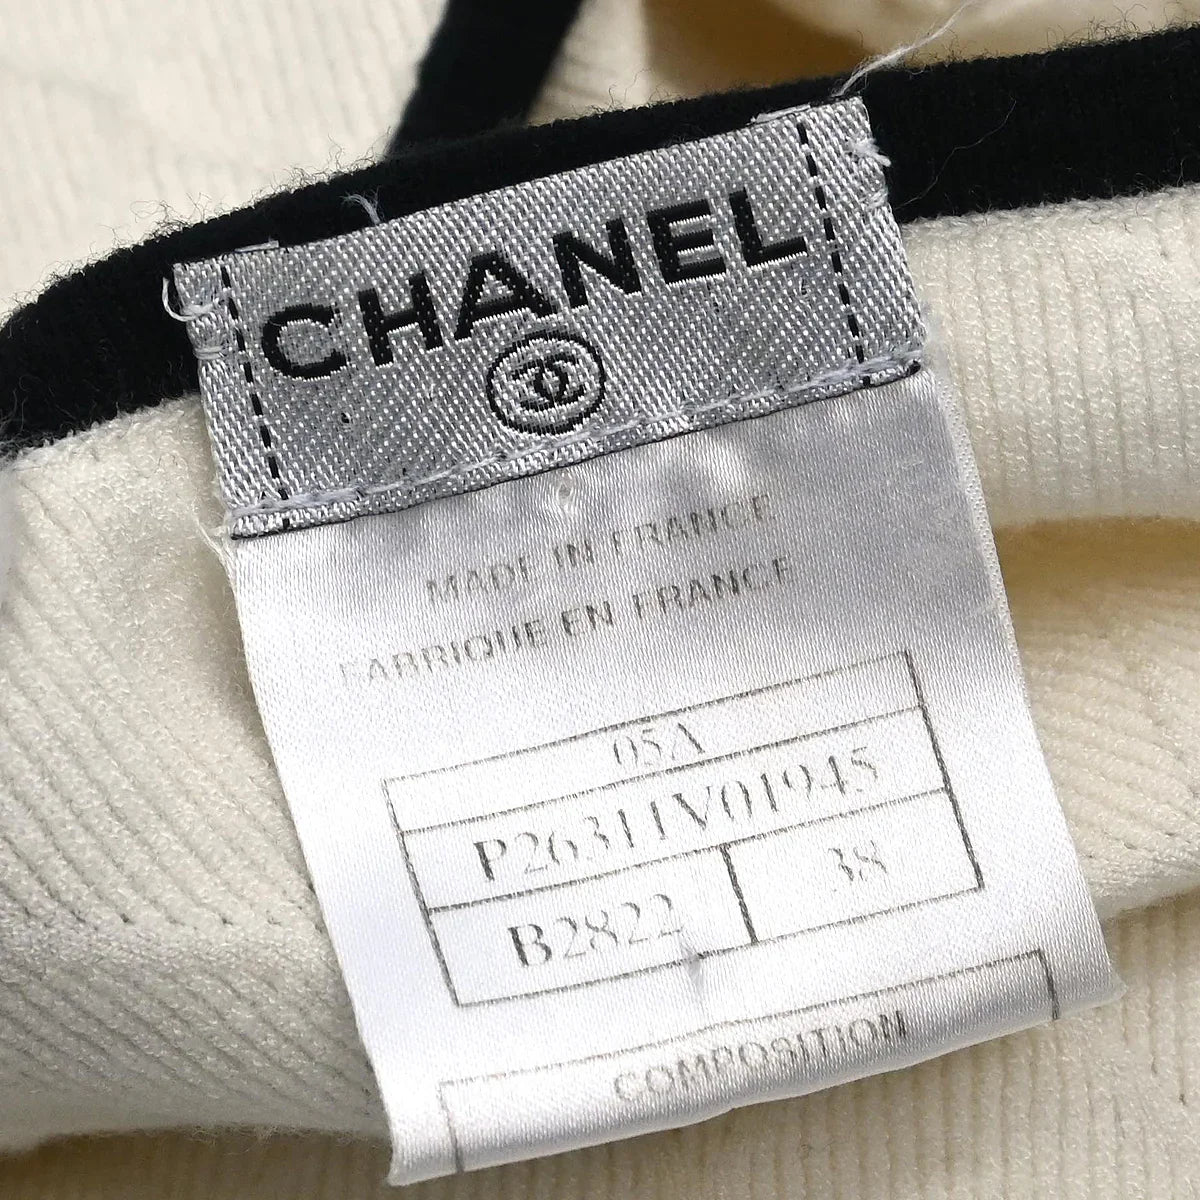 CHANEL
MADE IN FRANCE
FABRIQUE EN FRANCE
05A
P26311V01945
B2822 38
COMPOSITION